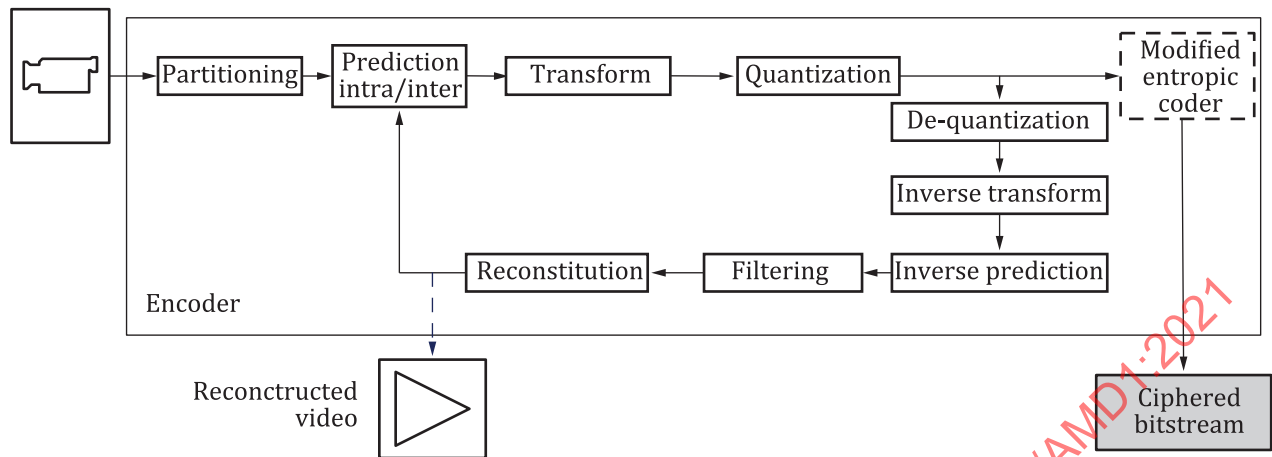 Partitioning
Prediction
intra/inter
Transform
Quantization
Modified
entropic
coder
De-quantization
Inverse transform
Inverse prediction
Filtering
Reconstitution
Encoder
Reconctructed
video
Ciphered
bitstream
/AMD1:2021